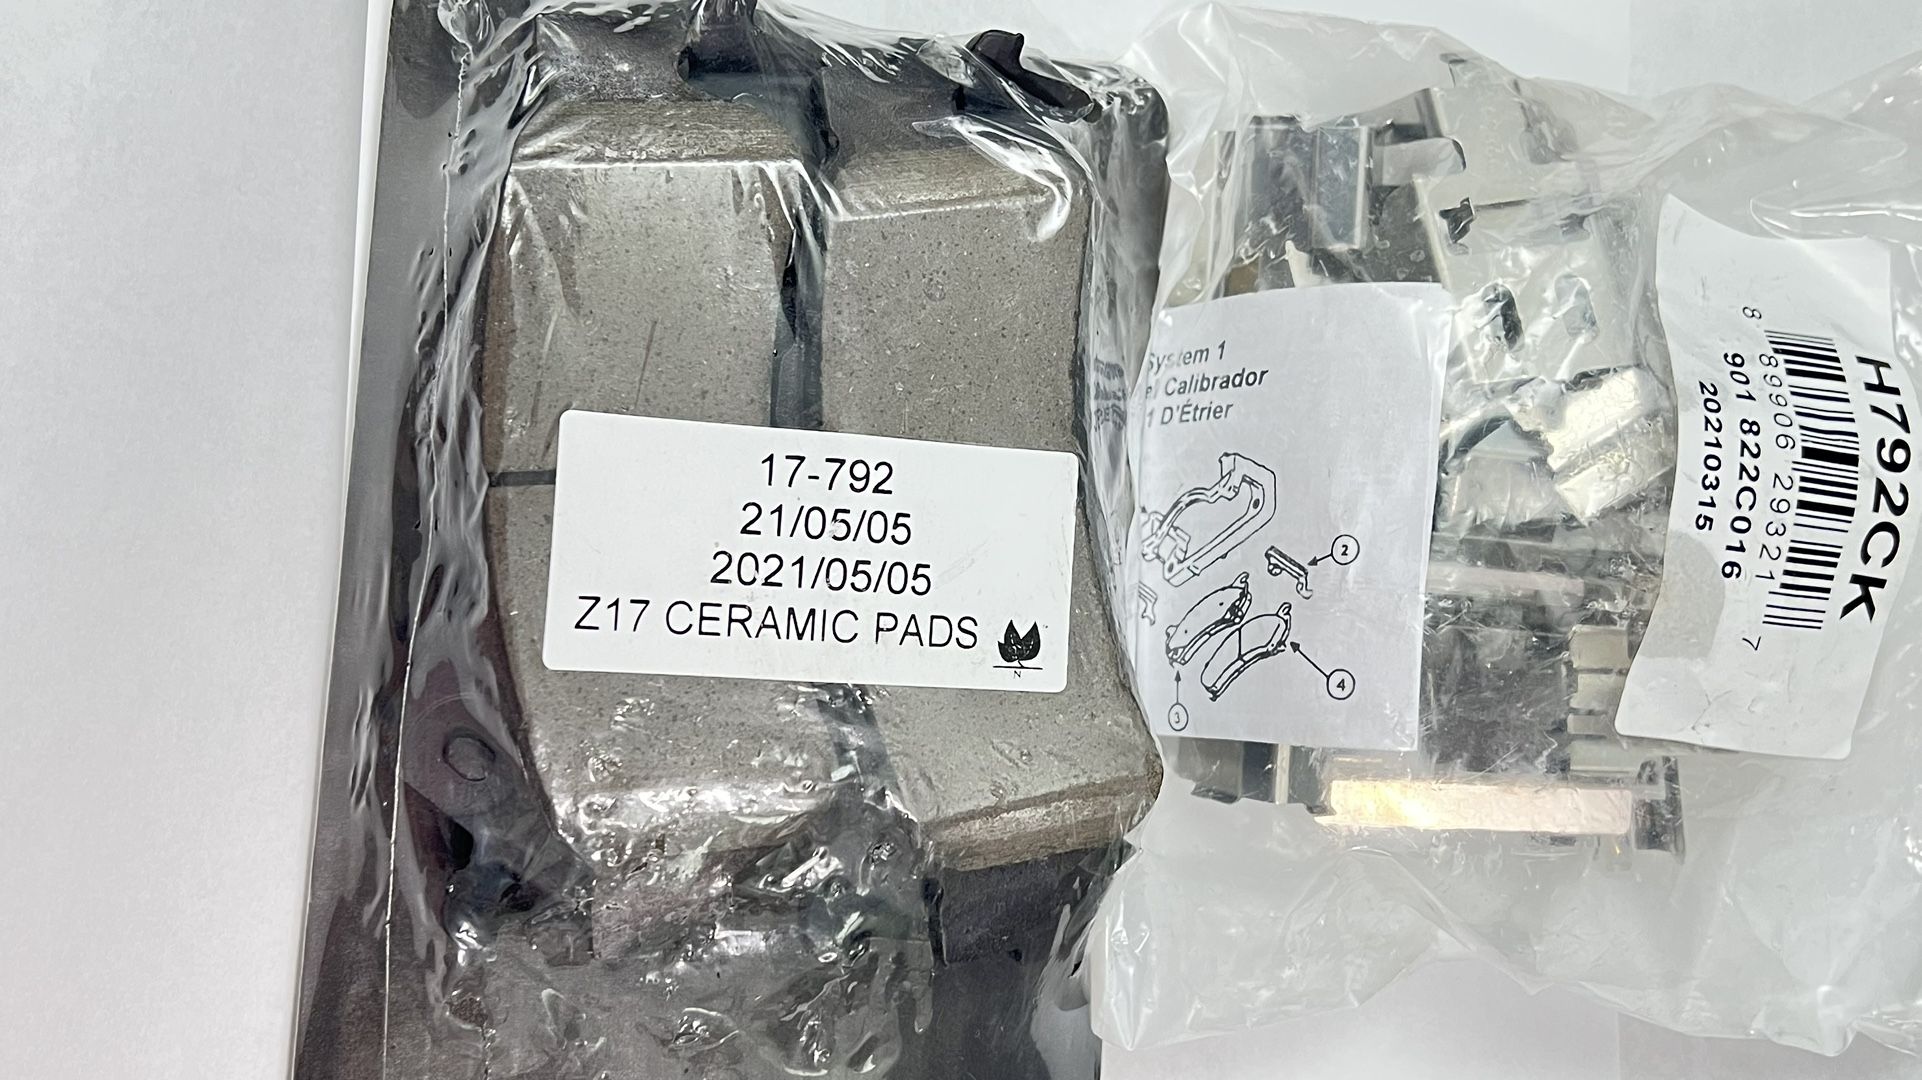 17-792
21/05/05
2021/05/05
Z17 CERAMIC PADS
N
System 1
e/ Calibrador
1 D'Étrier
2
3
4
H792CK
8 89906 29321 7
901 822C016
20210315